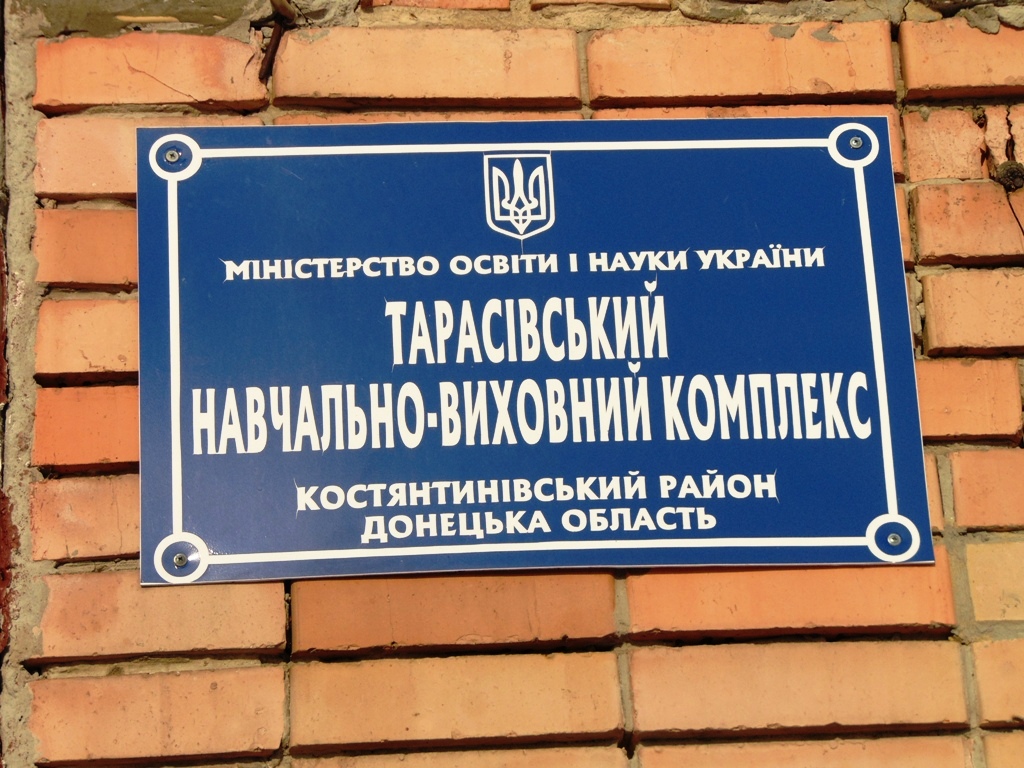 МІНІСТЕРСТВО ОСВІТИ І НАУКИ УКРАЇНИ
ТАРАСІВСЬКИЙ
НАВЧАЛЬНО-ВИХОВНИЙ КОМПЛЕКС
КОСТЯНТИНІВСЬКИЙ РАЙОН
ДОНЕЦЬКА ОБЛАСТЬ